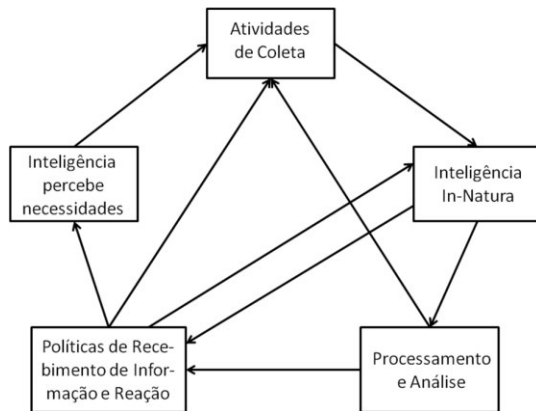 Atividades
de Coleta
Inteligência
percebe
necessidades
Inteligência
In-Natura
Políticas de Rece-
bimento de Infor-
mação e Reação
Processamento
e Análise